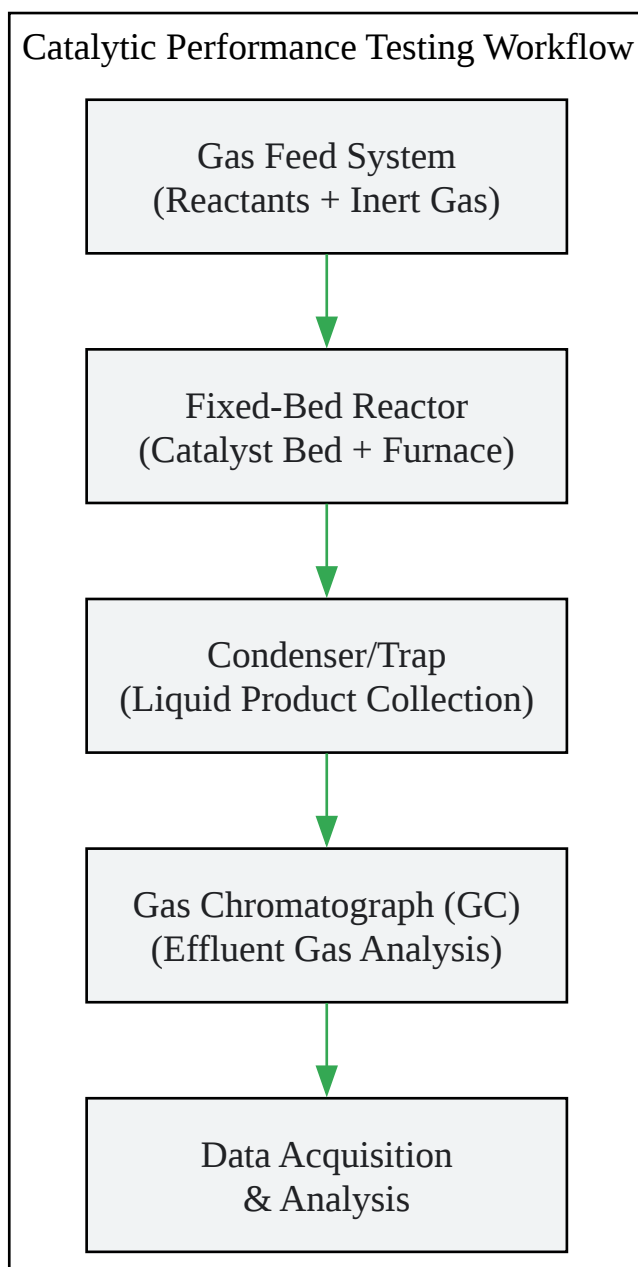 Catalytic Performance Testing Workflow
Gas Feed System
(Reactants + Inert Gas)
Fixed-Bed Reactor
(Catalyst Bed + Furnace)
Condenser/Trap
(Liquid Product Collection)
Gas Chromatograph (GC)
(Effluent Gas Analysis)
Data Acquisition
& Analysis